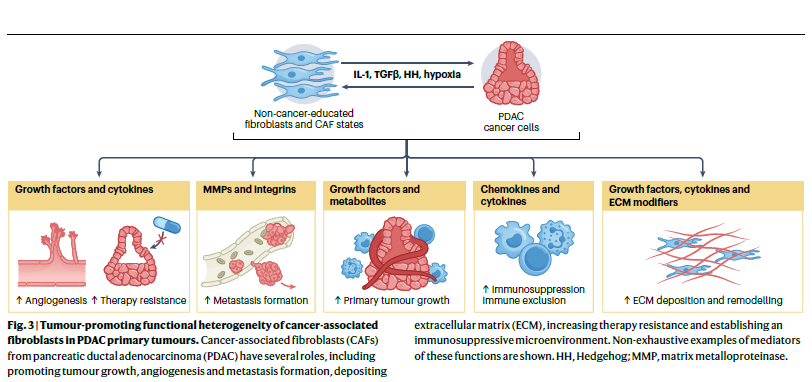 IL-1, TGFβ, HH, hypoxia
Non-cancer-educated
fibroblasts and CAF states
PDAC
cancer cells
Growth factors and cytokines
↑ Angiogenesis ↑ Therapy resistance
MMPs and integrins
↑ Metastasis formation
Growth factors and
metabolites
↑ Primary tumour growth
Chemokines and
cytokines
↑ Immunosuppression
Immune exclusion
Growth factors, cytokines and
ECM modifiers
↑ ECM deposition and remodelling
Fig. 3 | Tumour-promoting functional heterogeneity of cancer-associated
fibroblasts in PDAC primary tumours. Cancer-associated fibroblasts (CAFs)
from pancreatic ductal adenocarcinoma (PDAC) have several roles, including
promoting tumour growth, angiogenesis and metastasis formation, depositing
extracellular matrix (ECM), increasing therapy resistance and establishing an
immunosuppressive microenvironment. Non-exhaustive examples of mediators
of these functions are shown. HH, Hedgehog; MMP, matrix metalloproteinase.